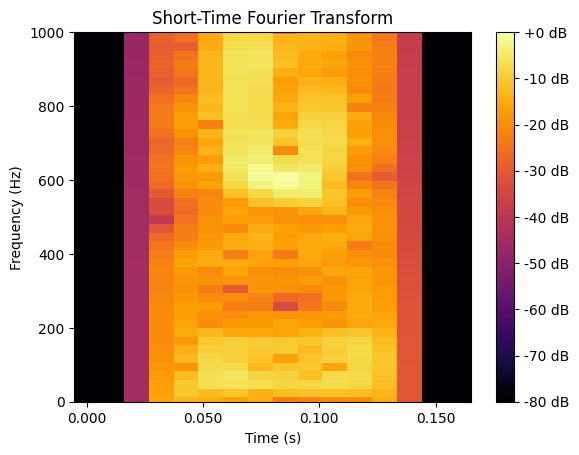 Short-Time Fourier Transform
1000
800
600
400
200
0
Frequency (Hz)
0.000
0.050
0.100
0.150
Time (s)
+0 dB
-10 dB
-20 dB
-30 dB
-40 dB
-50 dB
-60 dB
-70 dB
-80 dB